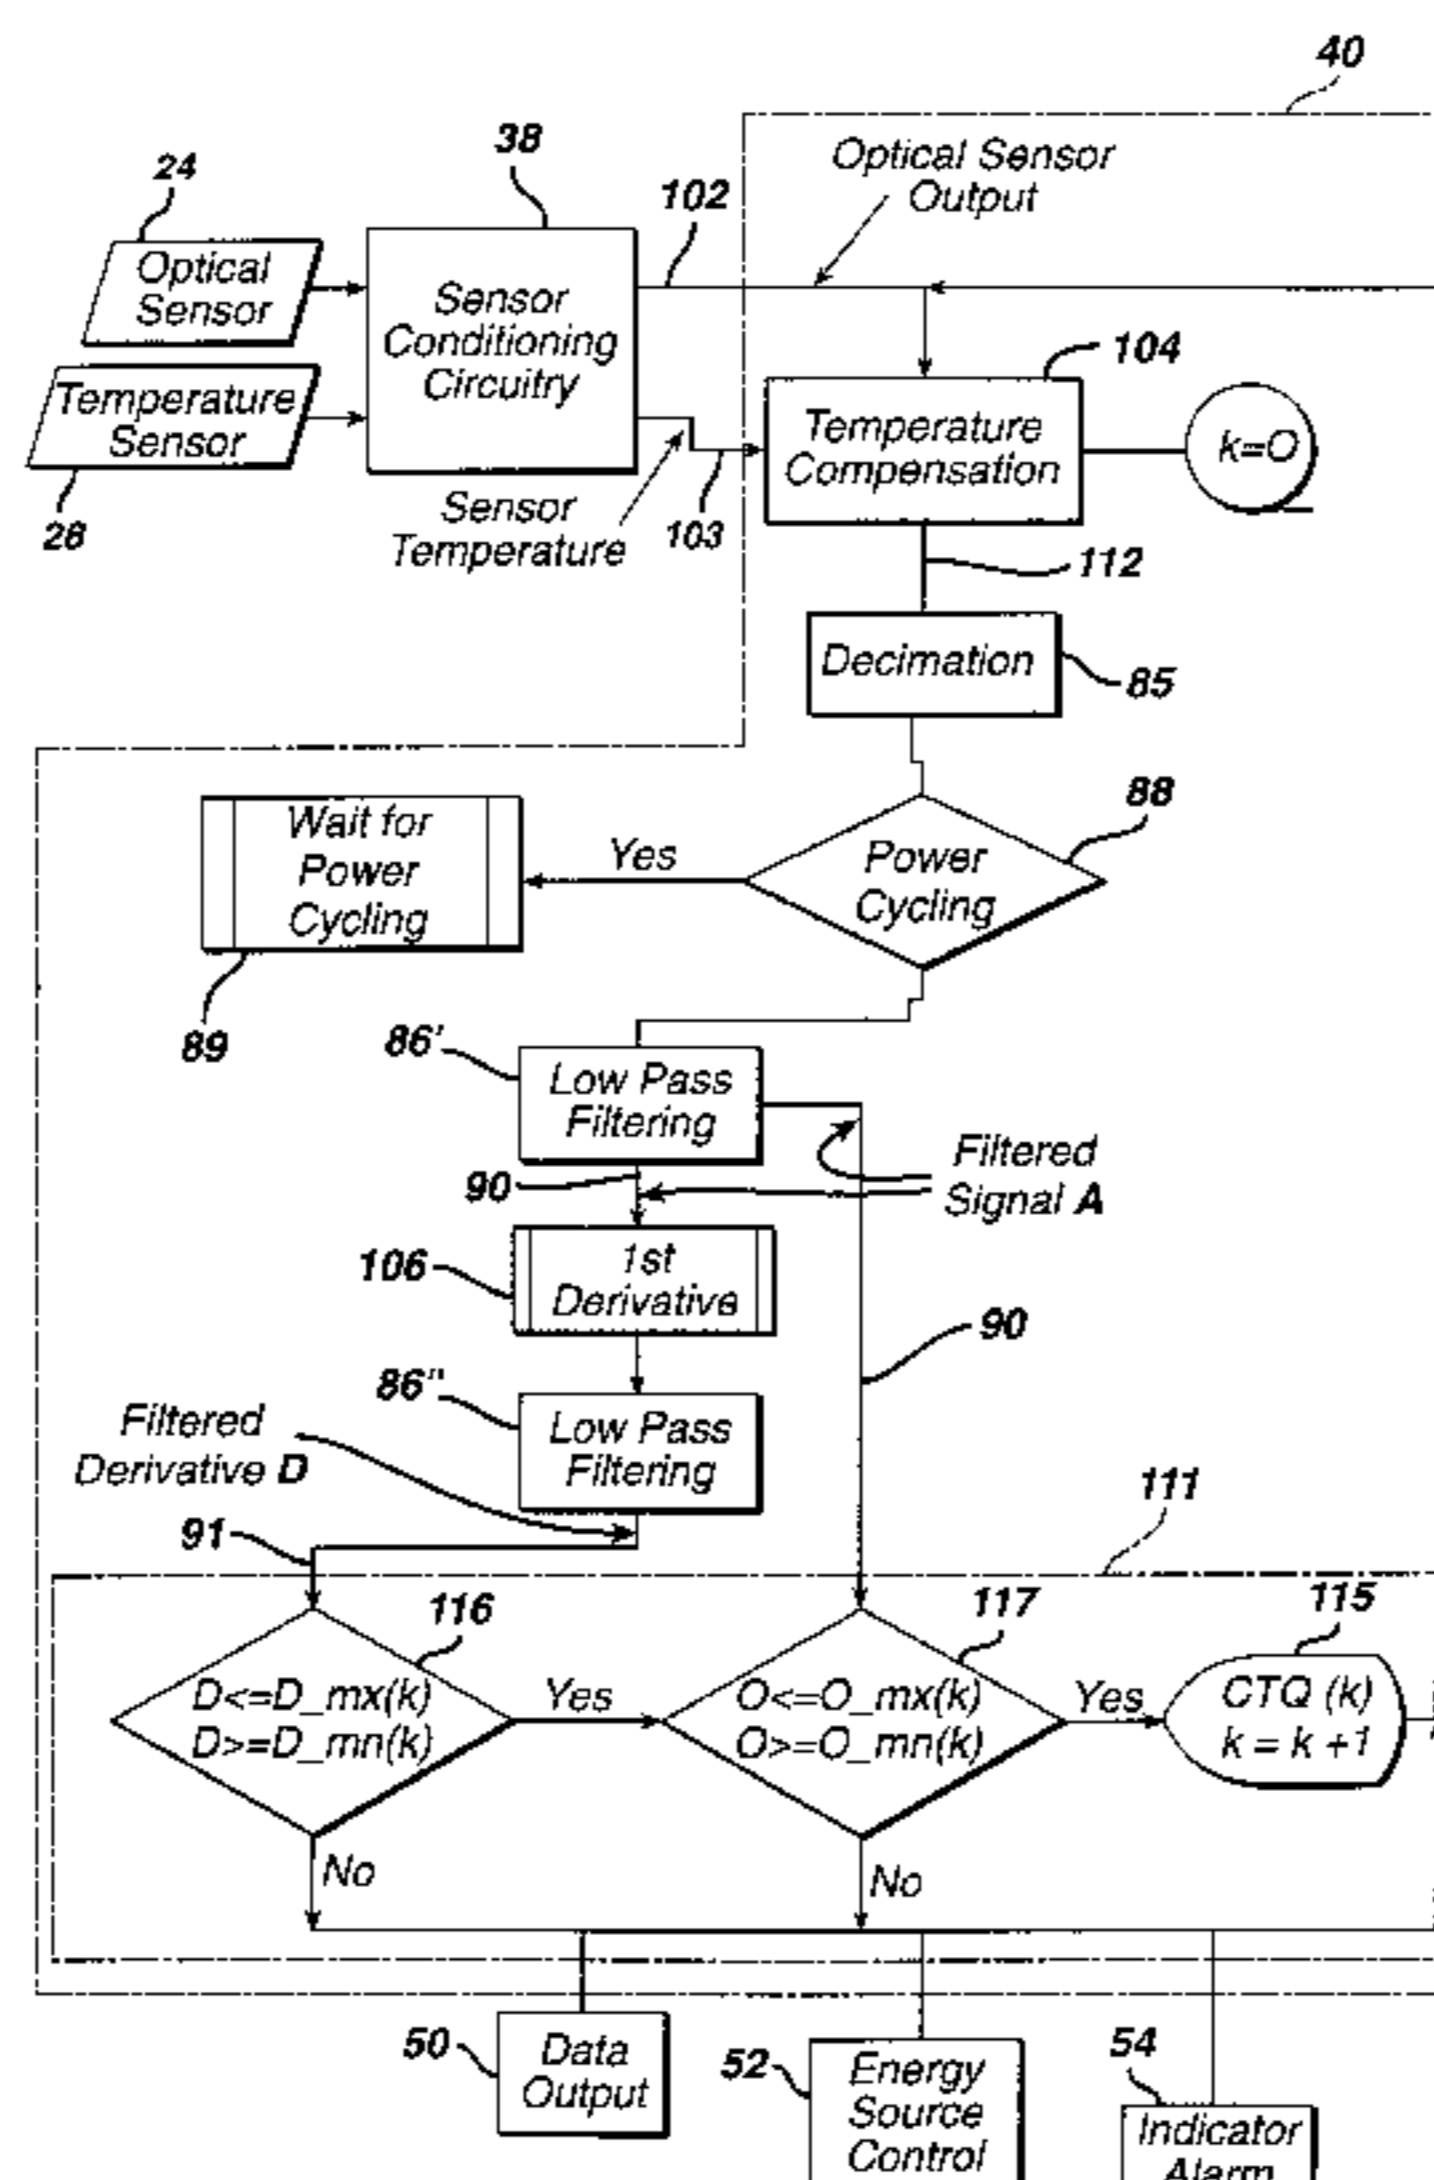 40
38
24
102
Optical Sensor
Output
Optical
Sensor
Sensor
Conditioning
Circuitry
104
Temperature
Sensor
Temperature
Compensation
k=O
28
Sensor
Temperature
103
112
Decimation
85
88
Wait for
Power
Cycling
Yes
Power
Cycling
89
86'
Low Pass
Filtering
Filtered
Signal A
90
106
1st
Derivative
90
86"
Filtered
Derivative D
Low Pass
Filtering
91
111
116
117
115
D<=D_mx(k)
D>=D_mn(k)
Yes
O<=O_mx(k)
O>=O_mn(k)
Yes
CTQ (k)
k = k +1
No
No
50
Data
Output
52
Energy
Source
Control
54
Indicator
Alarm